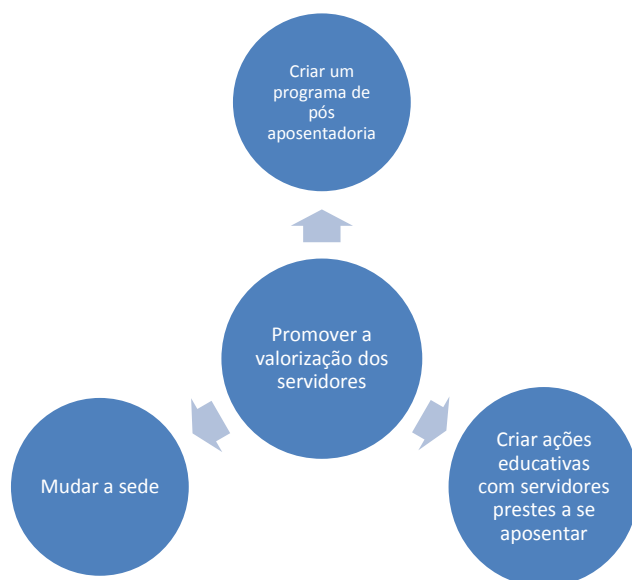 Criar um
programa de
pós
aposentadoria
Promover a
valorização dos
servidores
Mudar a sede
Criar ações
educativas
com servidores
prestes a se
aposentar